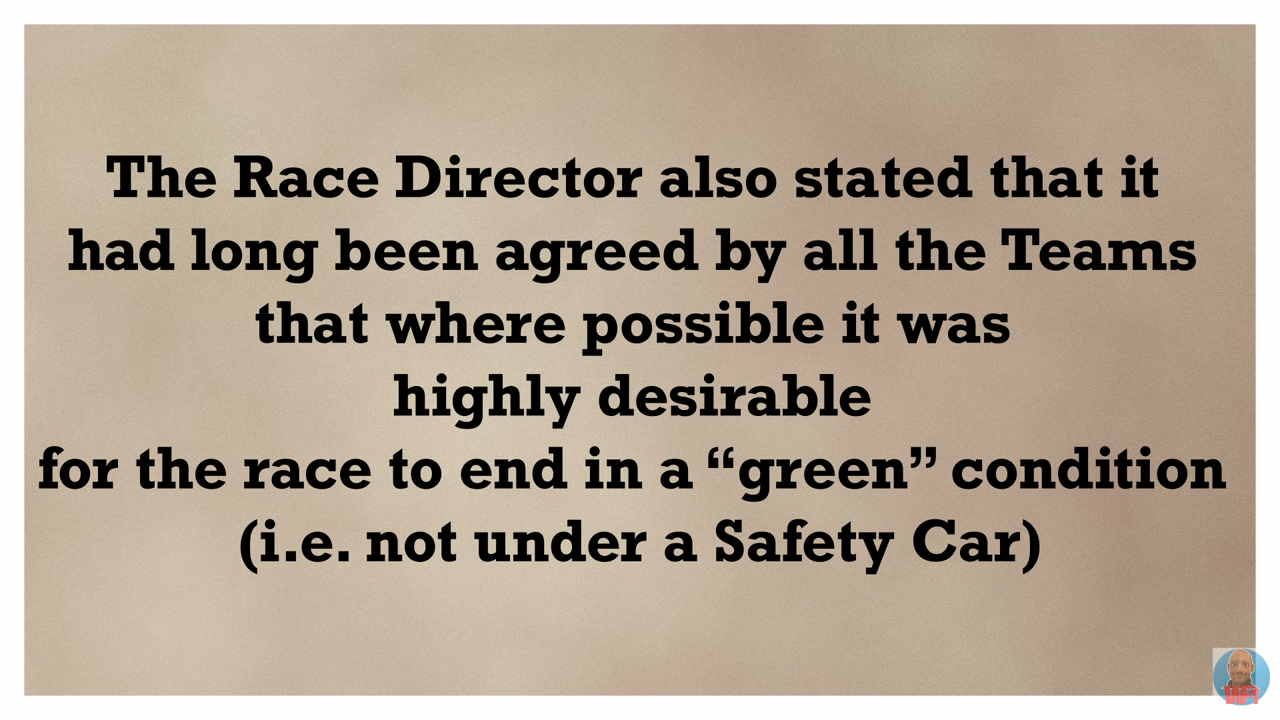 The Race Director also stated that it
had long been agreed by all the Teams
that where possible it was
highly desirable
for the race to end in a “green” condition
(i.e. not under a Safety Car)
WF1